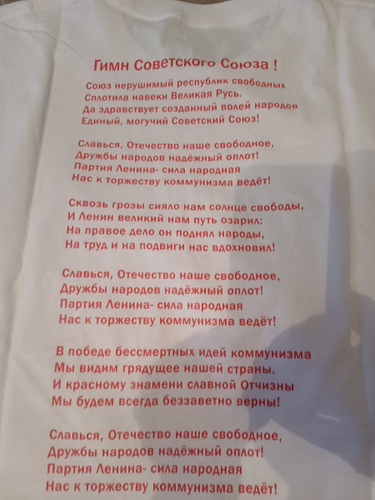 Гимн Советского Союза !
Союз нерушимый республик свободных
Сплотила навеки Великая Русь.
Да здравствует созданный волей народов
Единый, могучий Советский Союз!
Славься, Отечество наше свободное,
Дружбы народов надёжный оплот!
Партия Ленина- сила народная
Нас к торжеству коммунизма ведёт!
Сквозь грозы сияло нам солнце свободы,
И Ленин великий нам путь озарил:
На правое дело он поднял народы,
На труд и на подвиги нас вдохновил!
Славься, Отечество наше свободное,
Дружбы народов надёжный оплот!
Партия Ленина- сила народная
Нас к торжеству коммунизма ведёт!
В победе бессмертных идей коммунизма
Мы видим грядущее нашей страны.
И красному знамени славной Отчизны
Мы будем всегда беззаветно верны!
Славься, Отечество наше свободное,
Дружбы народов надёжный оплот!
Партия Ленина- сила народная
Нас к торжеству коммунизма ведёт!